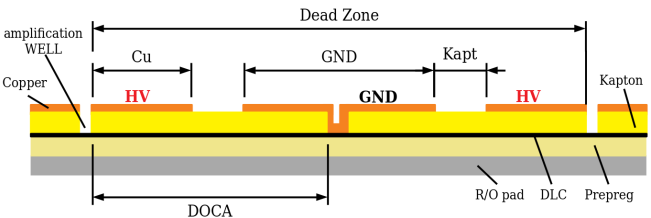 Dead Zone
amplification
WELL
Cu
GND
Kapt
Copper
Kapton
HV
GND
HV
R/O pad
DLC
Prepreg
DOCA